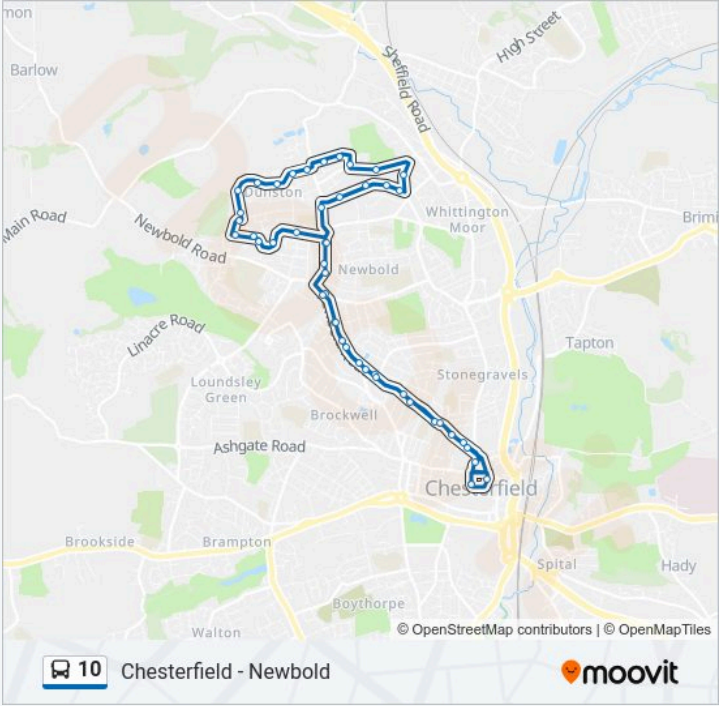 mon
High Street
Barlow
Sheffield Road
Dunston
Main Road
Newbold Road
Whittington
Moor
Brimi
Newbold
Linacre Road
Tapton
Loundsley
Green
Stonegravels
Brockwell
Ashgate Road
Chesterfield
Brookside
Brampton
Spital
Hady
Boythorpe
Walton
© OpenStreetMap contributors | © OpenMapTiles
10 Chesterfield - Newbold
moovit